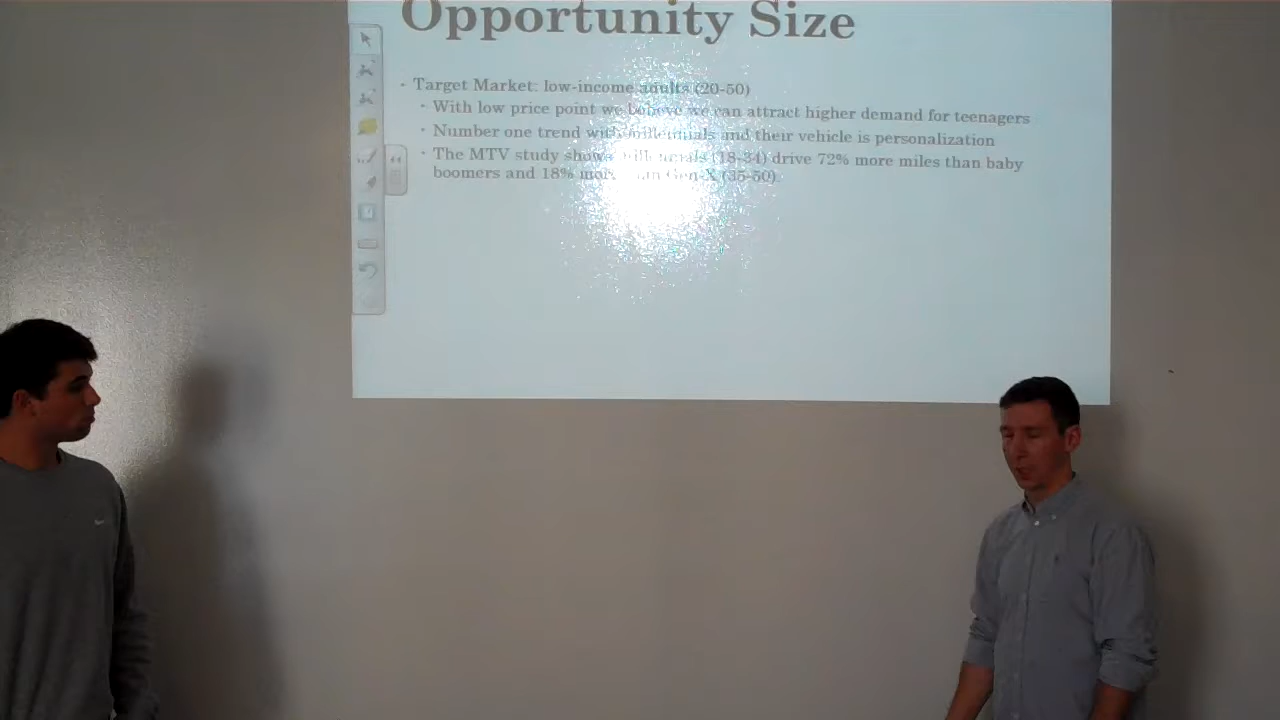 Opportunity Size
Target Market: low-income adults (20-50)
With low price point we believe we can attract higher demand for teenagers
Number one trend with millennials and their vehicle is personalization
The MTV study shows millennials (18-34) drive 72% more miles than baby
boomers and 18% more than Gen-X (35-50)